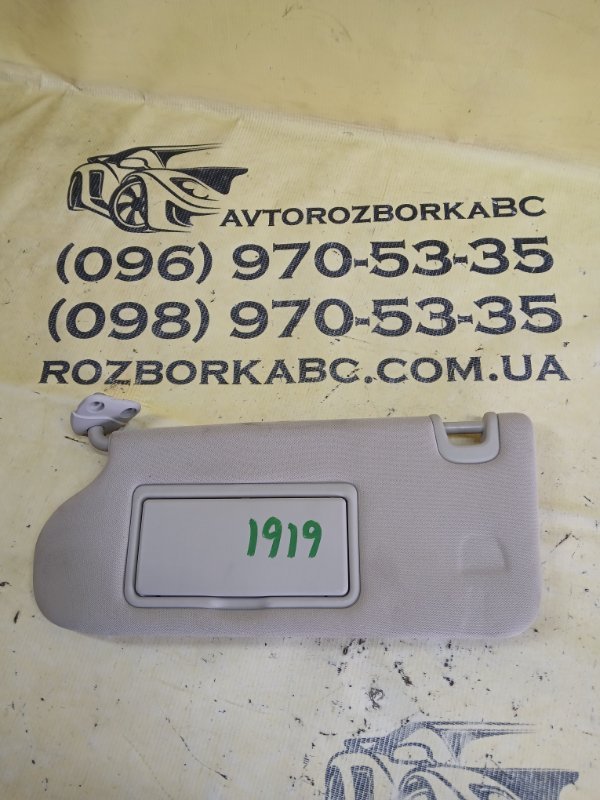 AVTOROZBORKABC
(096) 970-53-35
(098) 970-53-35
ROZBORKABC.COM.UA
1919